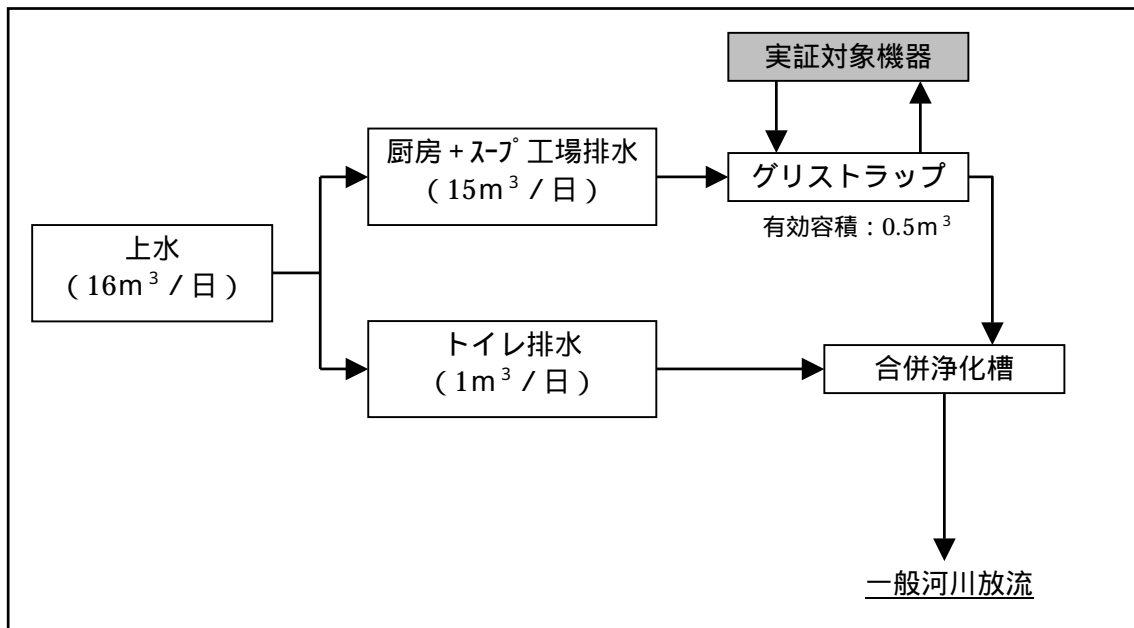 実証対象機器
厨房+ｽｰﾌﾟ工場排水
(15m³/日)
グリストラップ
有効容積:0.5m³
上水
(16m³/日)
トイレ排水
(1m³/日)
合併浄化槽
一般河川放流